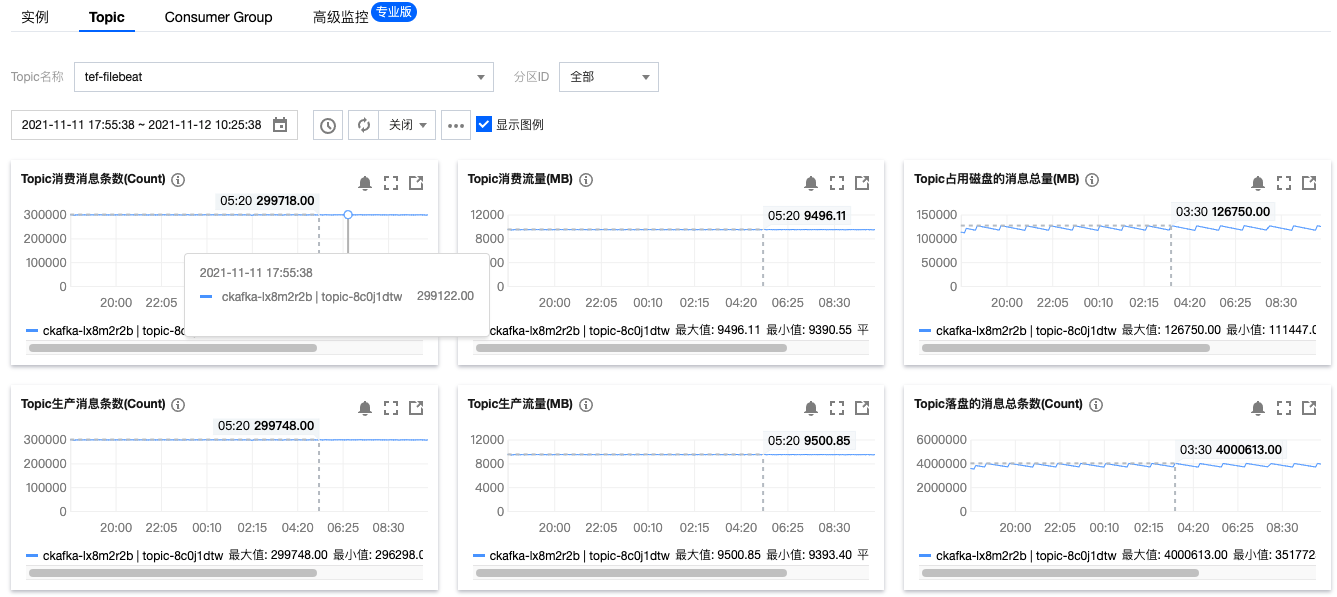 实例 Topic Consumer Group 高级监控 专业版
Topic名称 tef-filebeat 分区ID 全部
2021-11-11 17:55:38 ~ 2021-11-12 10:25:38 关闭 显示图例
Topic消费消息条数(Count)
05:20 299718.00
300000
200000
100000
0
20:00 22:05
2021-11-11 17:55:38
ckafka-lx8m2r2b | topic-8c0j1dtw 299122.00
ckafka-lx8m2r2b | topic-8c
Topic消费流量(MB)
05:20 9496.11
12000
8000
0
20:00 22:05 00:10 02:15 04:20 06:25 08:30
ckafka-lx8m2r2b | topic-8c0j1dtw 最大值: 9496.11 最小值: 9390.55 平
Topic占用磁盘的消息总量(MB)
03:30 126750.00
150000
100000
50000
0
20:00 22:05 00:10 02:15 04:20 06:25 08:30
ckafka-lx8m2r2b | topic-8c0j1dtw 最大值: 126750.00 最小值: 111447.0
Topic生产消息条数(Count)
05:20 299748.00
300000
200000
100000
0
20:00 22:05 00:10 02:15 04:20 06:25 08:30
ckafka-lx8m2r2b | topic-8c0j1dtw 最大值: 299748.00 最小值: 296298.0
Topic生产流量(MB)
05:20 9500.85
12000
8000
4000
0
20:00 22:05 00:10 02:15 04:20 06:25 08:30
ckafka-lx8m2r2b | topic-8c0j1dtw 最大值: 9500.85 最小值: 9393.40 平
Topic落盘的消息总条数(Count)
03:30 4000613.00
6000000
4000000
2000000
0
20:00 22:05 00:10 02:15 04:20 06:25 08:30
ckafka-lx8m2r2b | topic-8c0j1dtw 最大值: 4000613.00 最小值: 351772